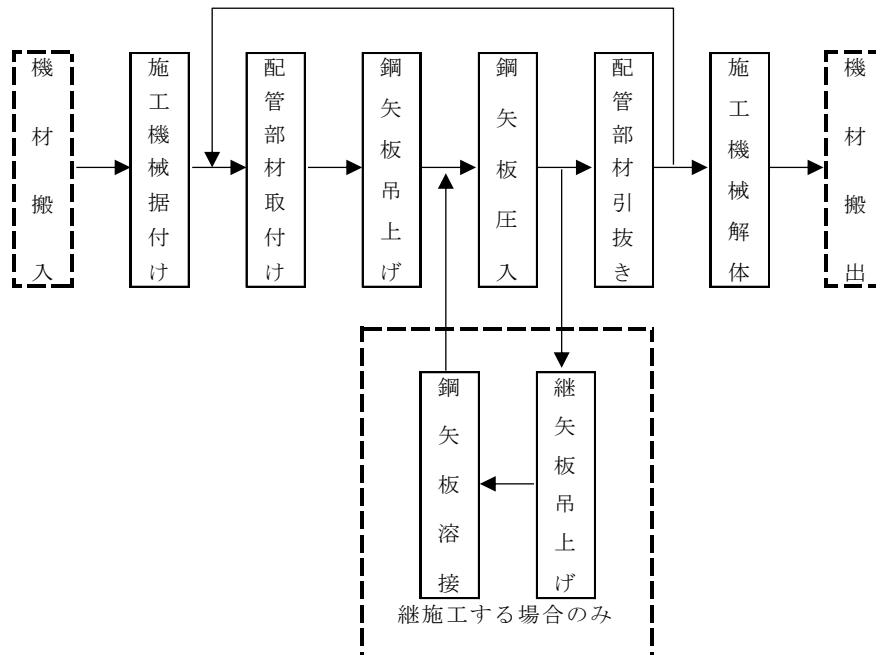 機材搬入
施工機械据付け
配管部材取付け
鋼矢板吊上げ
鋼矢板圧入
配管部材引抜き
施工機械解体
機材搬出
鋼矢板溶接
継矢板吊上げ
継施工する場合のみ